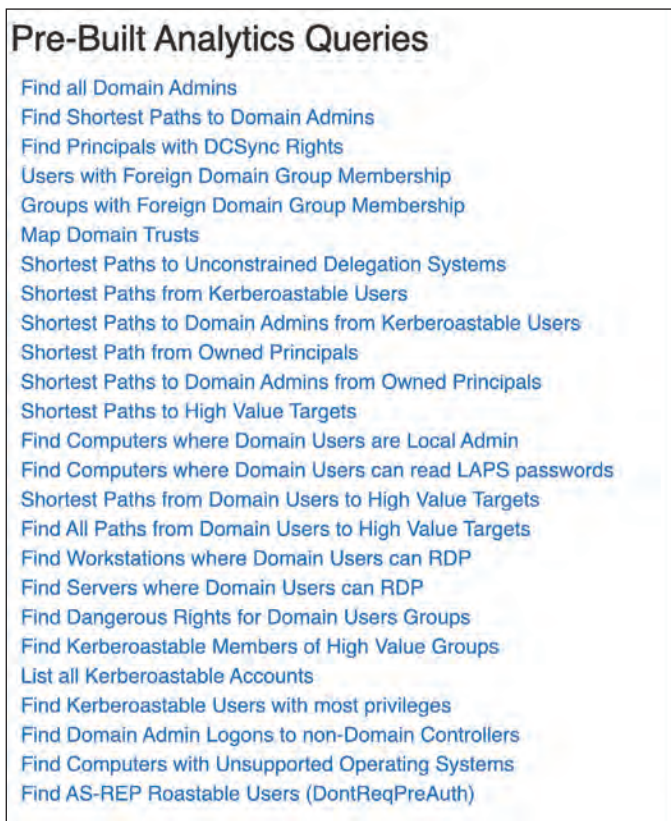 Pre-Built Analytics Queries
Find all Domain Admins
Find Shortest Paths to Domain Admins
Find Principals with DCSync Rights
Users with Foreign Domain Group Membership
Groups with Foreign Domain Group Membership
Map Domain Trusts
Shortest Paths to Unconstrained Delegation Systems
Shortest Paths from Kerberoastable Users
Shortest Paths to Domain Admins from Kerberoastable Users
Shortest Path from Owned Principals
Shortest Paths to Domain Admins from Owned Principals
Shortest Paths to High Value Targets
Find Computers where Domain Users are Local Admin
Find Computers where Domain Users can read LAPS passwords
Shortest Paths from Domain Users to High Value Targets
Find All Paths from Domain Users to High Value Targets
Find Workstations where Domain Users can RDP
Find Servers where Domain Users can RDP
Find Dangerous Rights for Domain Users Groups
Find Kerberoastable Members of High Value Groups
List all Kerberoastable Accounts
Find Kerberoastable Users with most privileges
Find Domain Admin Logons to non-Domain Controllers
Find Computers with Unsupported Operating Systems
Find AS-REP Roastable Users (DontReqPreAuth)